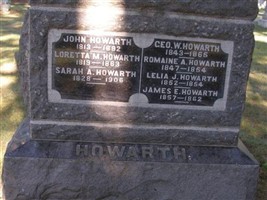 JOHN HOWARTH
1813 — 1892
LORETTA M. HOWARTH
1819 — 1883
SARAH A. HOWARTH
1828 — 1906
GEO. W. HOWARTH
1843 — 1865
ROMAINE A. HOWARTH
1847 — 1854
LELIA J. HOWARTH
1852 — 1854
JAMES E. HOWARTH
1857 — 1862
HOWARTH